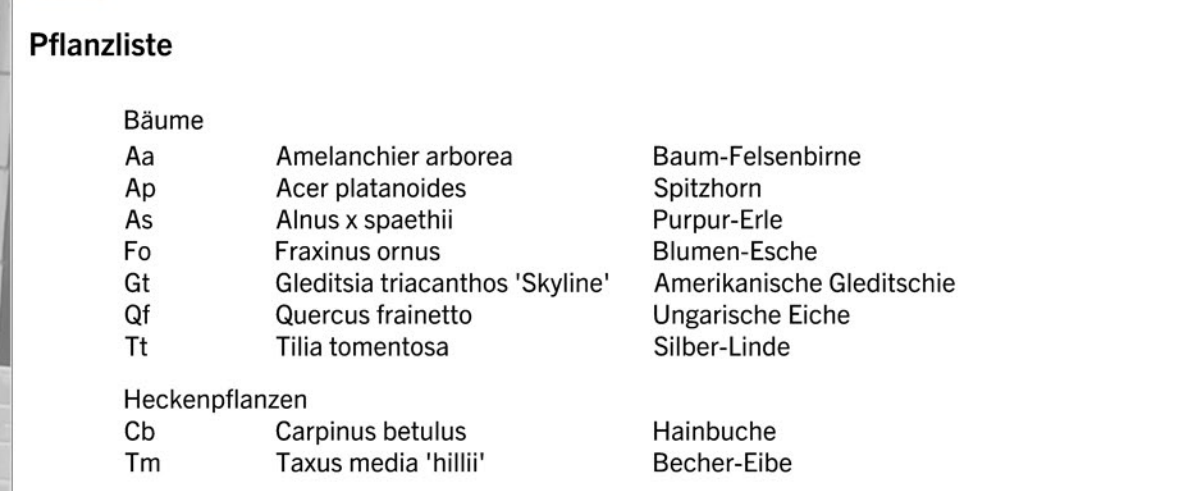 Pflanzliste
Bäume
Aa Amelanchier arborea Baum-Felsenbirne
Ap Acer platanoides Spitzhorn
As Alnus x spaethii Purpur-Erle
Fo Fraxinus ornus Blumen-Esche
Gt Gleditsia triacanthos 'Skyline' Amerikanische Gleditschie
Qf Quercus frainetto Ungarische Eiche
Tt Tilia tomentosa Silber-Linde
Heckenpflanzen
Cb Carpinus betulus Hainbuche
Tm Taxus media 'hillii' Becher-Eibe